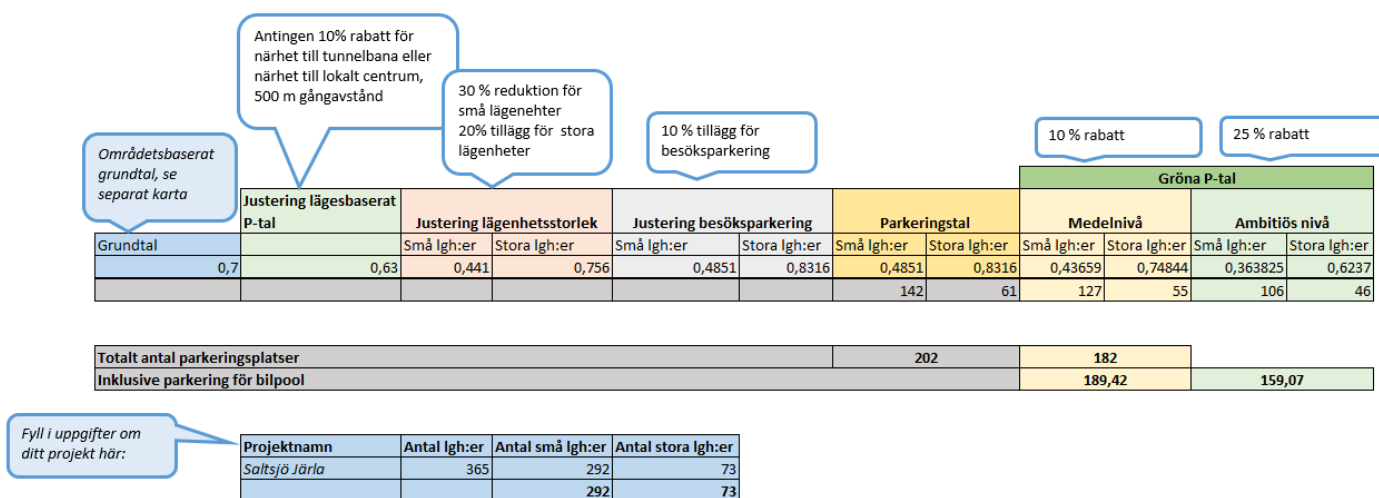 Antingen 10% rabatt för
närhet till tunnelbana eller
närhet till lokalt centrum,
500 m gångavstånd
30 % reduktion för
små lägenehter
20% tillägg för stora
lägenheter
10 % tillägg för
besöksparkering
10 % rabatt
25 % rabatt
Områdetsbaserat
grundtal, se
separat karta
Gröna P-tal
Justering lägesbaserat
P-tal
Justering lägenhetsstorlek
Justering besöksparkering
Parkeringstal
Medelnivå
Ambitiös nivå
Grundtal Små lgh:er Stora lgh:er Små lgh:er Stora lgh:er Små lgh:er Stora lgh:er Små lgh:er Stora lgh:er Små lgh:er Stora lgh:er
0,7 0,63 0,441 0,756 0,4851 0,8316 0,4851 0,8316 0,43659 0,74844 0,363825 0,6237
142 61 127 55 106 46
Totalt antal parkeringsplatser 202 182
Inklusive parkering för bilpool 189,42 159,07
Fyll i uppgifter om
ditt projekt här:
Projektnamn Antal lgh:er Antal små lgh:er Antal stora lgh:er
Saltsjö Järla 365 292 73
292 73